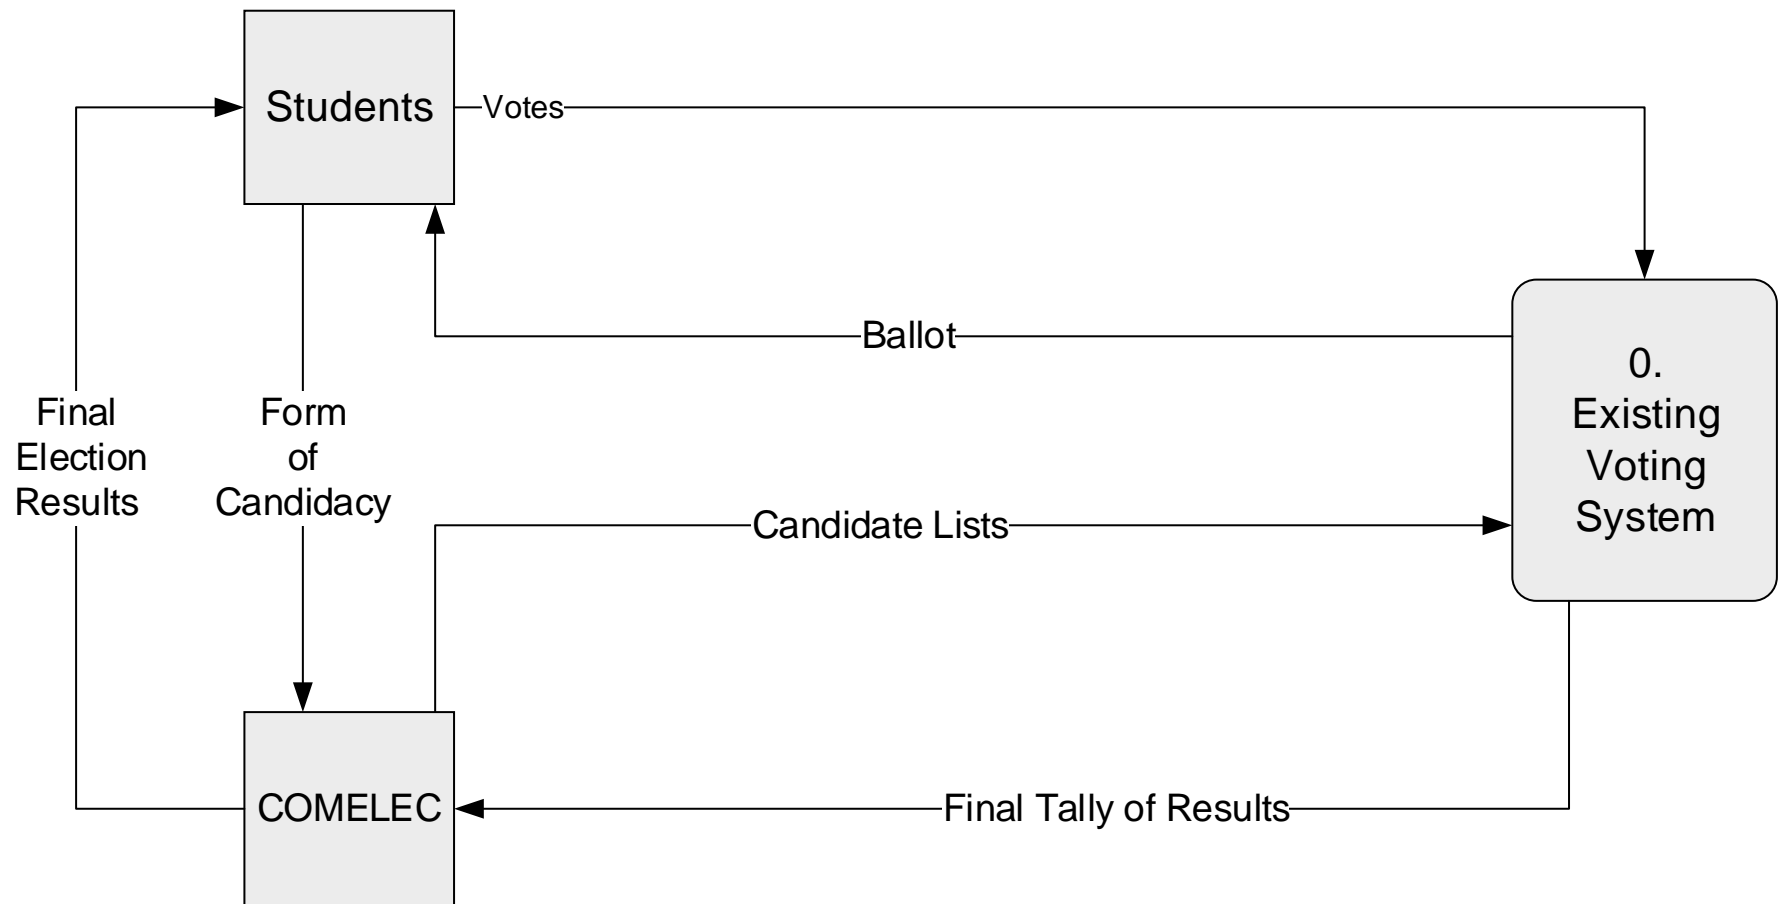 Students
Votes
Ballot
0.
Existing
Voting
System
Final
Election
Results
Form
of
Candidacy
Candidate Lists
COMELEC
Final Tally of Results